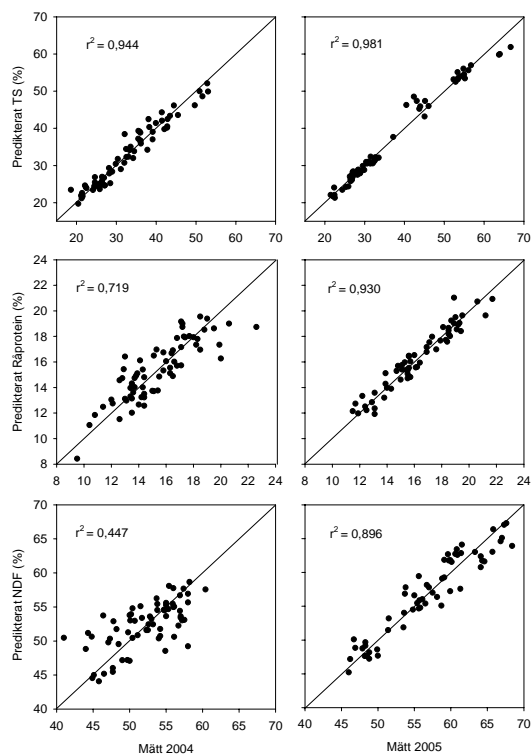 70
60
50
40
30
20
Predikterat TS (%)
r² = 0,944
20 30 40 50 60 70
r² = 0,981
20 30 40 50 60 70
24
22
20
18
16
14
12
10
8
Predikterat Råprotein (%)
r² = 0,719
8 10 12 14 16 18 20 22 24
r² = 0,930
8 10 12 14 16 18 20 22 24
70
65
60
55
50
45
40
Predikterat NDF (%)
r² = 0,447
40 45 50 55 60 65 70
Mätt 2004
r² = 0,896
40 45 50 55 60 65 70
Mätt 2005